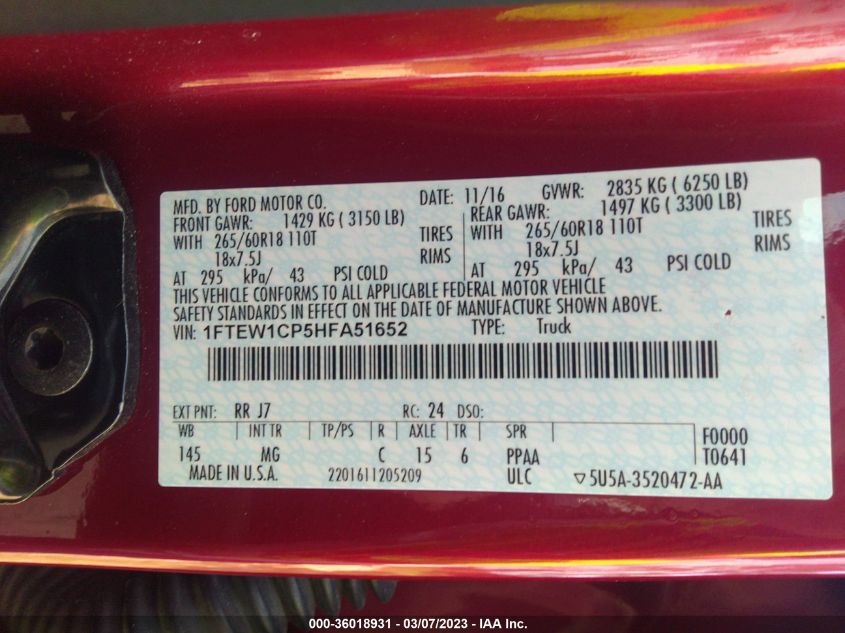 MFD. BY FORD MOTOR CO. DATE: 11/16 GVWR: 2835 KG ( 6250 LB)
FRONT GAWR: 1429 KG ( 3150 LB) REAR GAWR: 1497 KG ( 3300 LB)
WITH 265/60R18 110T TIRES WITH 265/60R18 110T TIRES
18x7.5J RIMS 18x7.5J RIMS
AT 295 kPa/ 43 PSI COLD AT 295 kPa/ 43 PSI COLD
THIS VEHICLE CONFORMS TO ALL APPLICABLE FEDERAL MOTOR VEHICLE
SAFETY STANDARDS IN EFFECT ON THE DATE OF MANUFACTURE SHOWN ABOVE.
VIN: 1FTEW1CP5HFA51652 TYPE: Truck
EXT PNT: RR J7 RC: 24 DSO:
WB INT TR TP/PS R AXLE TR SPR F0000
145 MG C 15 6 PPAA T0641
MADE IN U.S.A. 2201611205209 ULC ▽5U5A-3520472-AA
000-36018931 - 03/07/2023 - IAA Inc.